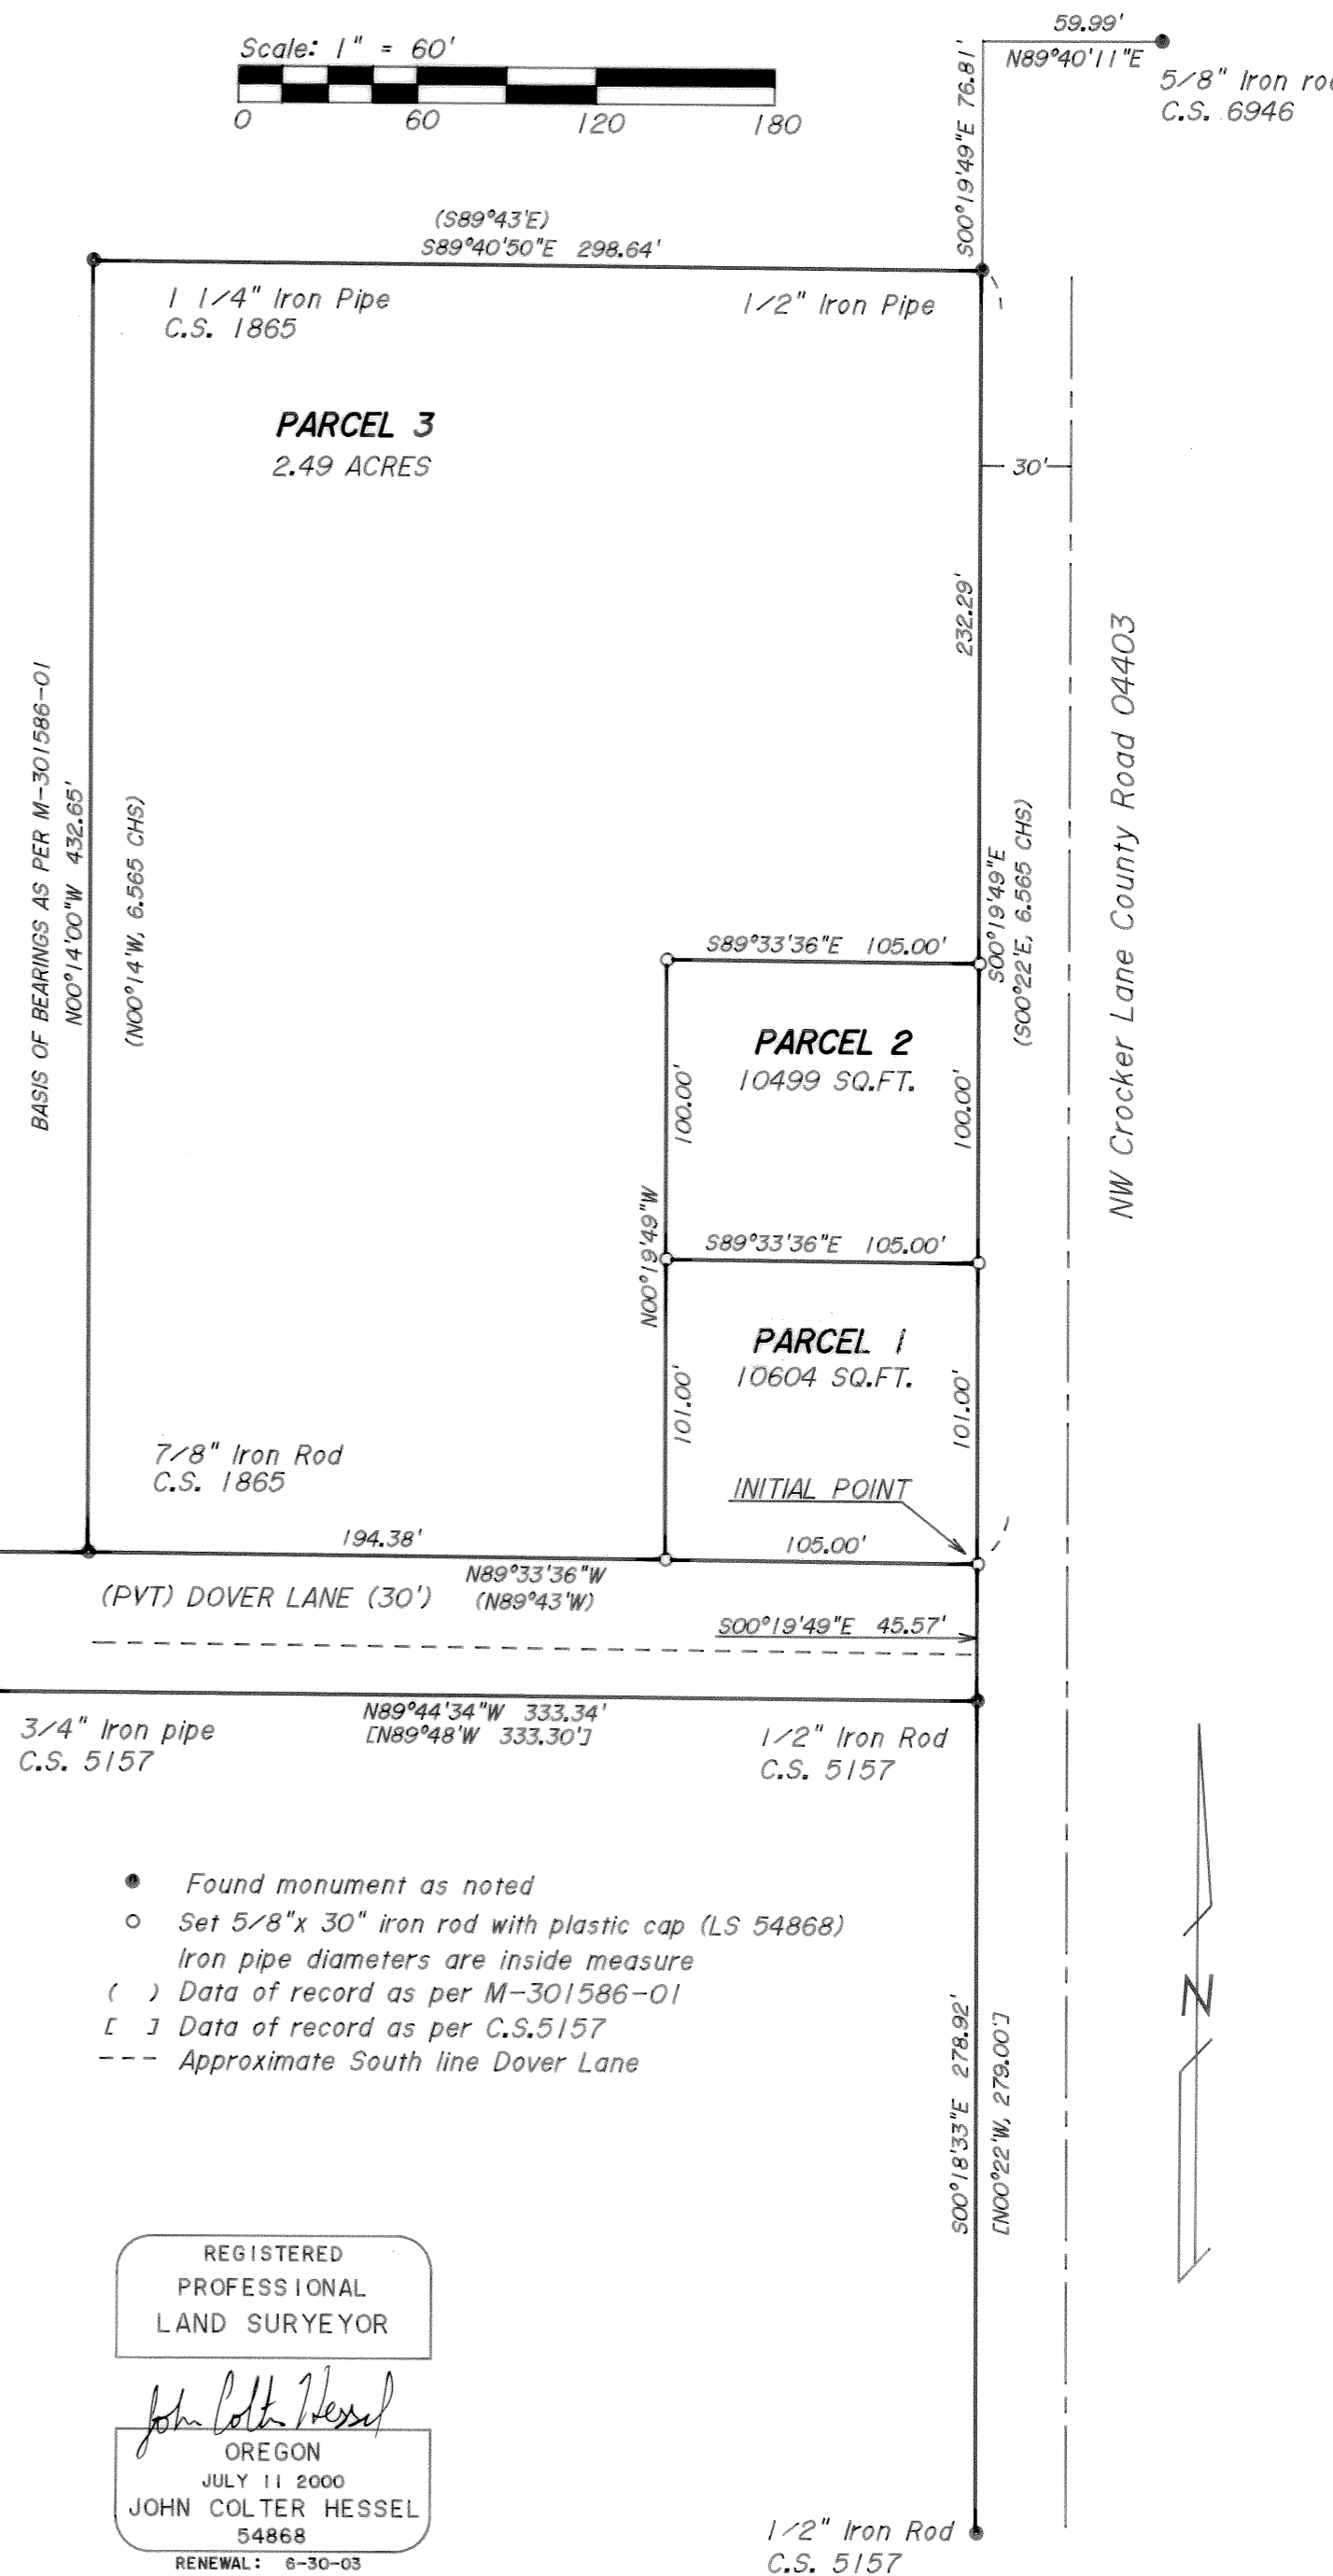 Scale: 1" = 60'
0 60 120 180
59.99'
N89°40'11"E
5/8" Iron rod
C.S. 6946
S00°19'49"E 76.81'
(S89°43'E)
S89°40'50"E 298.64'
1 1/4" Iron Pipe
C.S. 1865
1/2" Iron Pipe
PARCEL 3
2.49 ACRES
30'
232.29'
BASIS OF BEARINGS AS PER M-301586-01
N00°14'00"W 432.65'
(N00°14'W, 6.565 CHS)
S00°19'49"E
(S00°22'E, 6.565 CHS)
NW Crocker Lane County Road 04403
S89°33'36"E 105.00'
PARCEL 2
10499 SQ.FT.
100.00'
100.00'
N00°19'49"W
S89°33'36"E 105.00'
PARCEL 1
10604 SQ.FT.
101.00'
101.00'
7/8" Iron Rod
C.S. 1865
INITIAL POINT
194.38'
105.00'
N89°33'36"W
(N89°43'W)
(PVT) DOVER LANE (30')
S00°19'49"E 45.57'
N89°44'34"W 333.34'
[N89°48'W 333.30']
3/4" Iron pipe
C.S. 5157
1/2" Iron Rod
C.S. 5157
Found monument as noted
Set 5/8"x 30" iron rod with plastic cap (LS 54868)
Iron pipe diameters are inside measure
( ) Data of record as per M-301586-01
[ ] Data of record as per C.S.5157
--- Approximate South line Dover Lane
S00°18'33"E 278.92'
[N00°22'W, 279.00']
N
REGISTERED
PROFESSIONAL
LAND SURYEYOR
John Colter Hessel
OREGON
JULY 11 2000
JOHN COLTER HESSEL
54868
RENEWAL: 6-30-03
1/2" Iron Rod
C.S. 5157